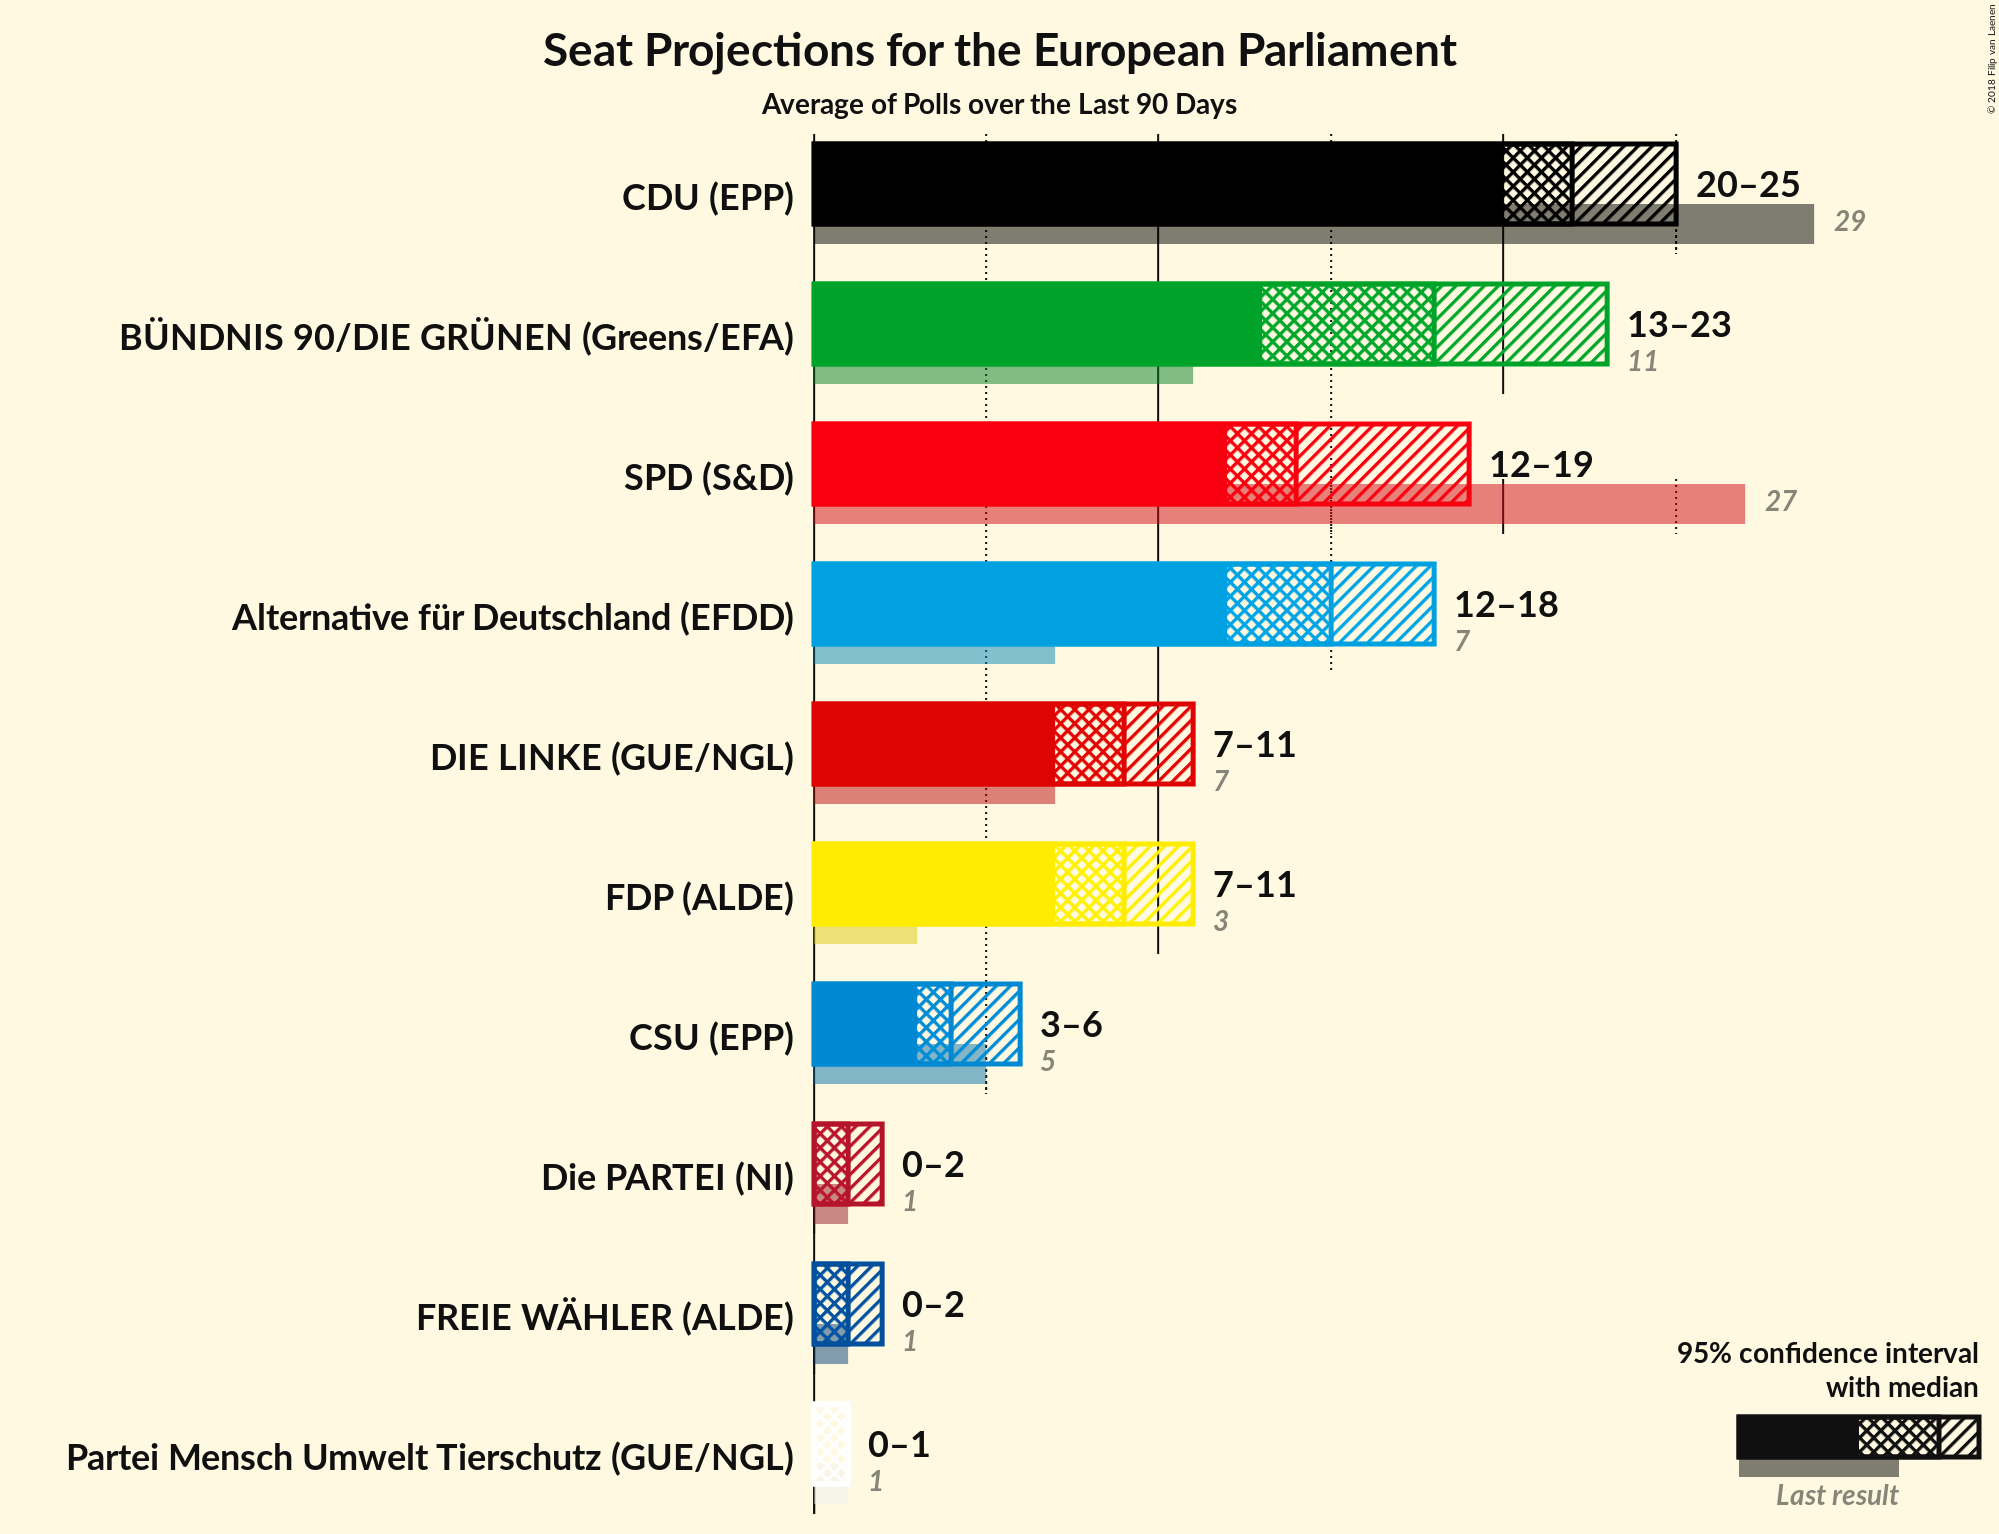 Seat Projections for the European Parliament
Average of Polls over the Last 90 Days
© 2018 Filip van Laenen
CDU (EPP)
20–25
29
BÜNDNIS 90/DIE GRÜNEN (Greens/EFA)
13–23
11
SPD (S&D)
12–19
27
Alternative für Deutschland (EFDD)
12–18
7
DIE LINKE (GUE/NGL)
7–11
7
FDP (ALDE)
7–11
3
CSU (EPP)
3–6
5
Die PARTEI (NI)
0–2
1
FREIE WÄHLER (ALDE)
0–2
1
Partei Mensch Umwelt Tierschutz (GUE/NGL)
0–1
1
95% confidence interval
with median
Last result